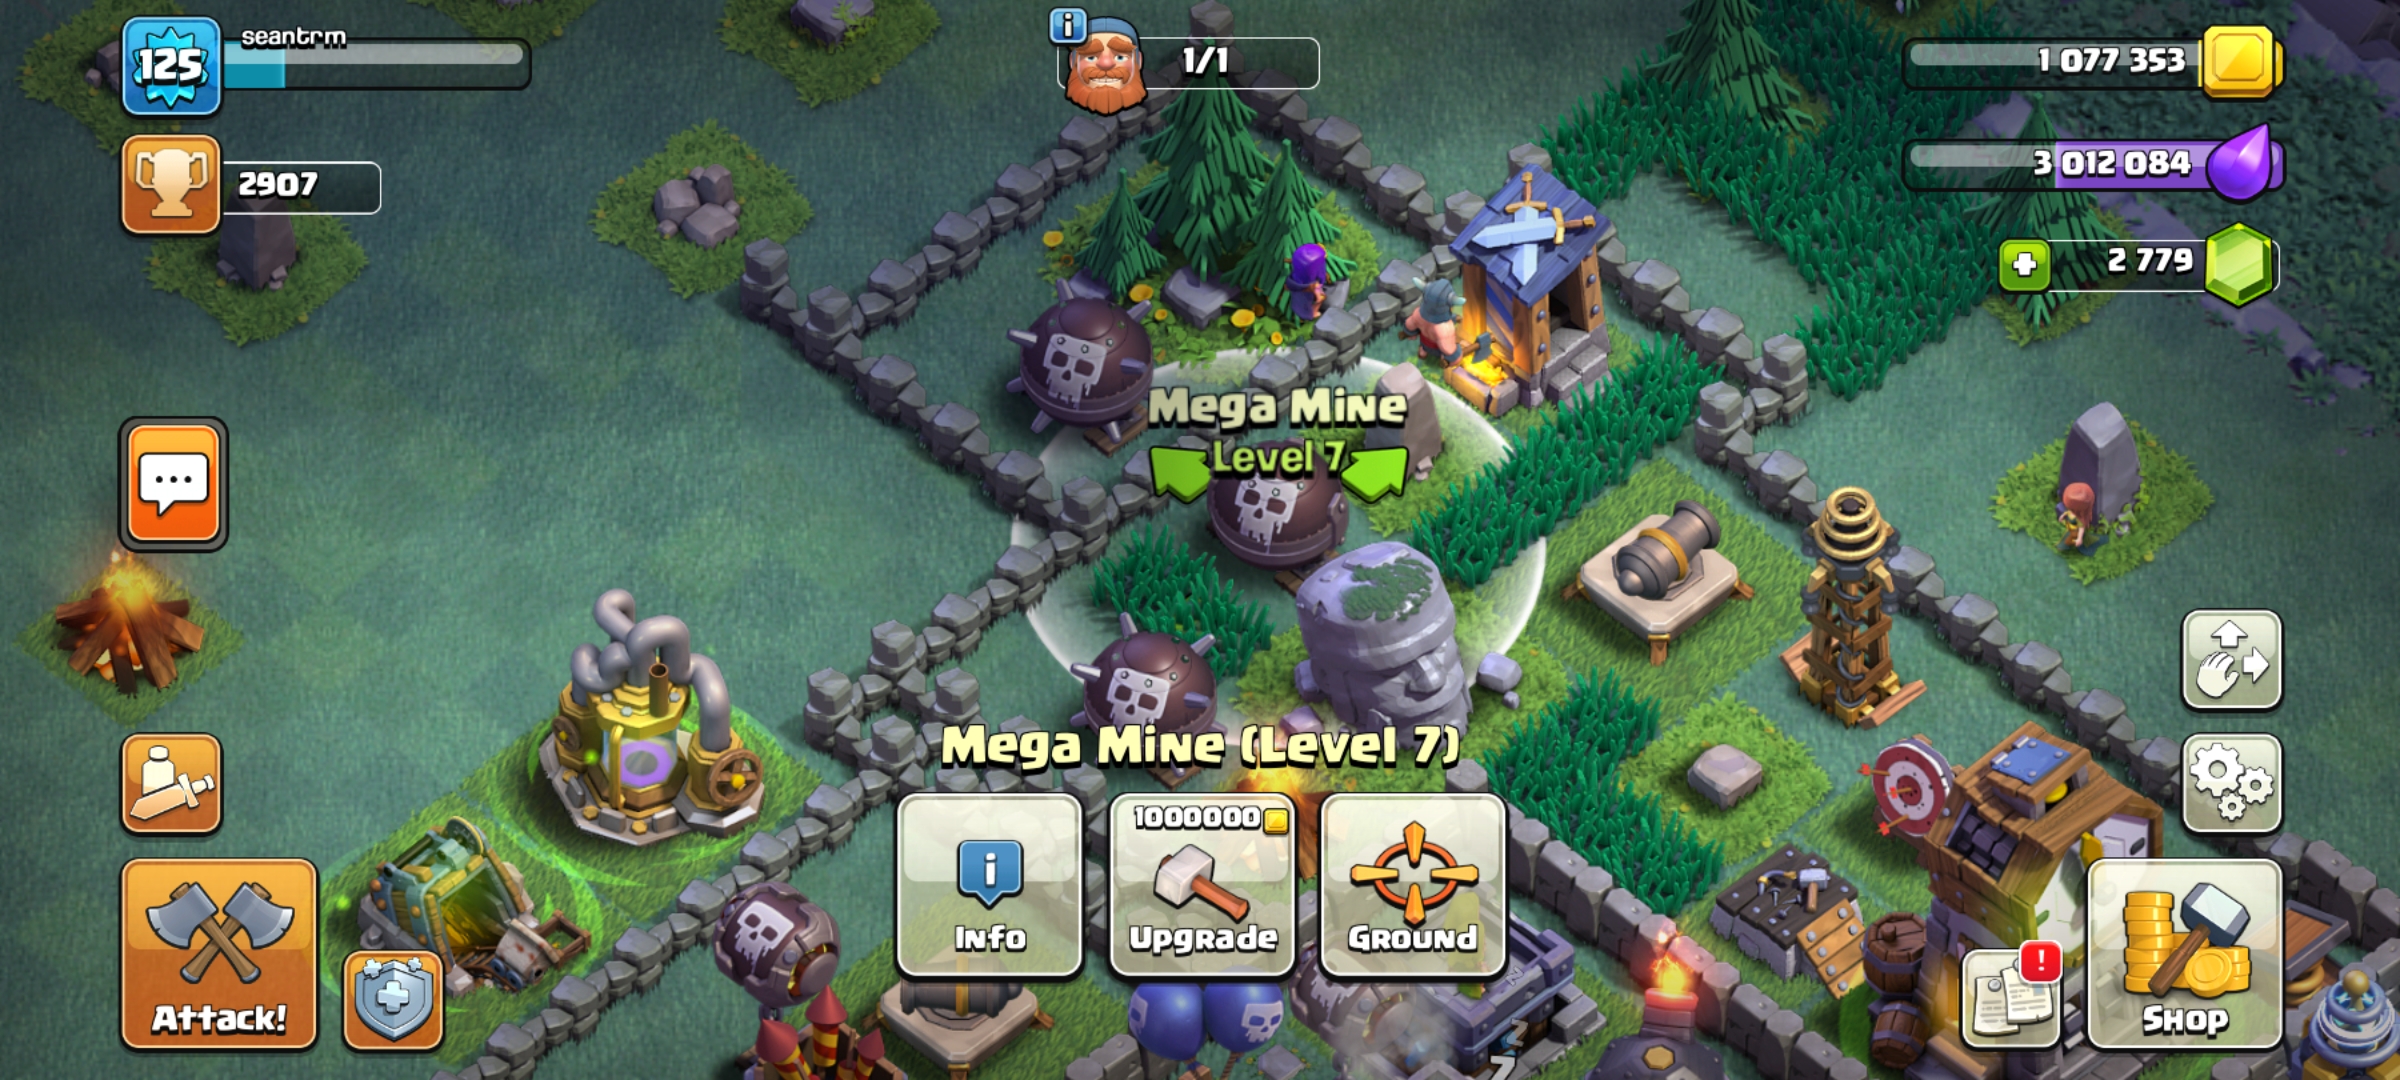 125
seantrm
1/1
1 077 353
2907
3 012 084
2 779
Mega Mine
Level 7
Mega Mine (Level 7)
1000000
Info
Upgrade
Ground
Attack!
!
Shop